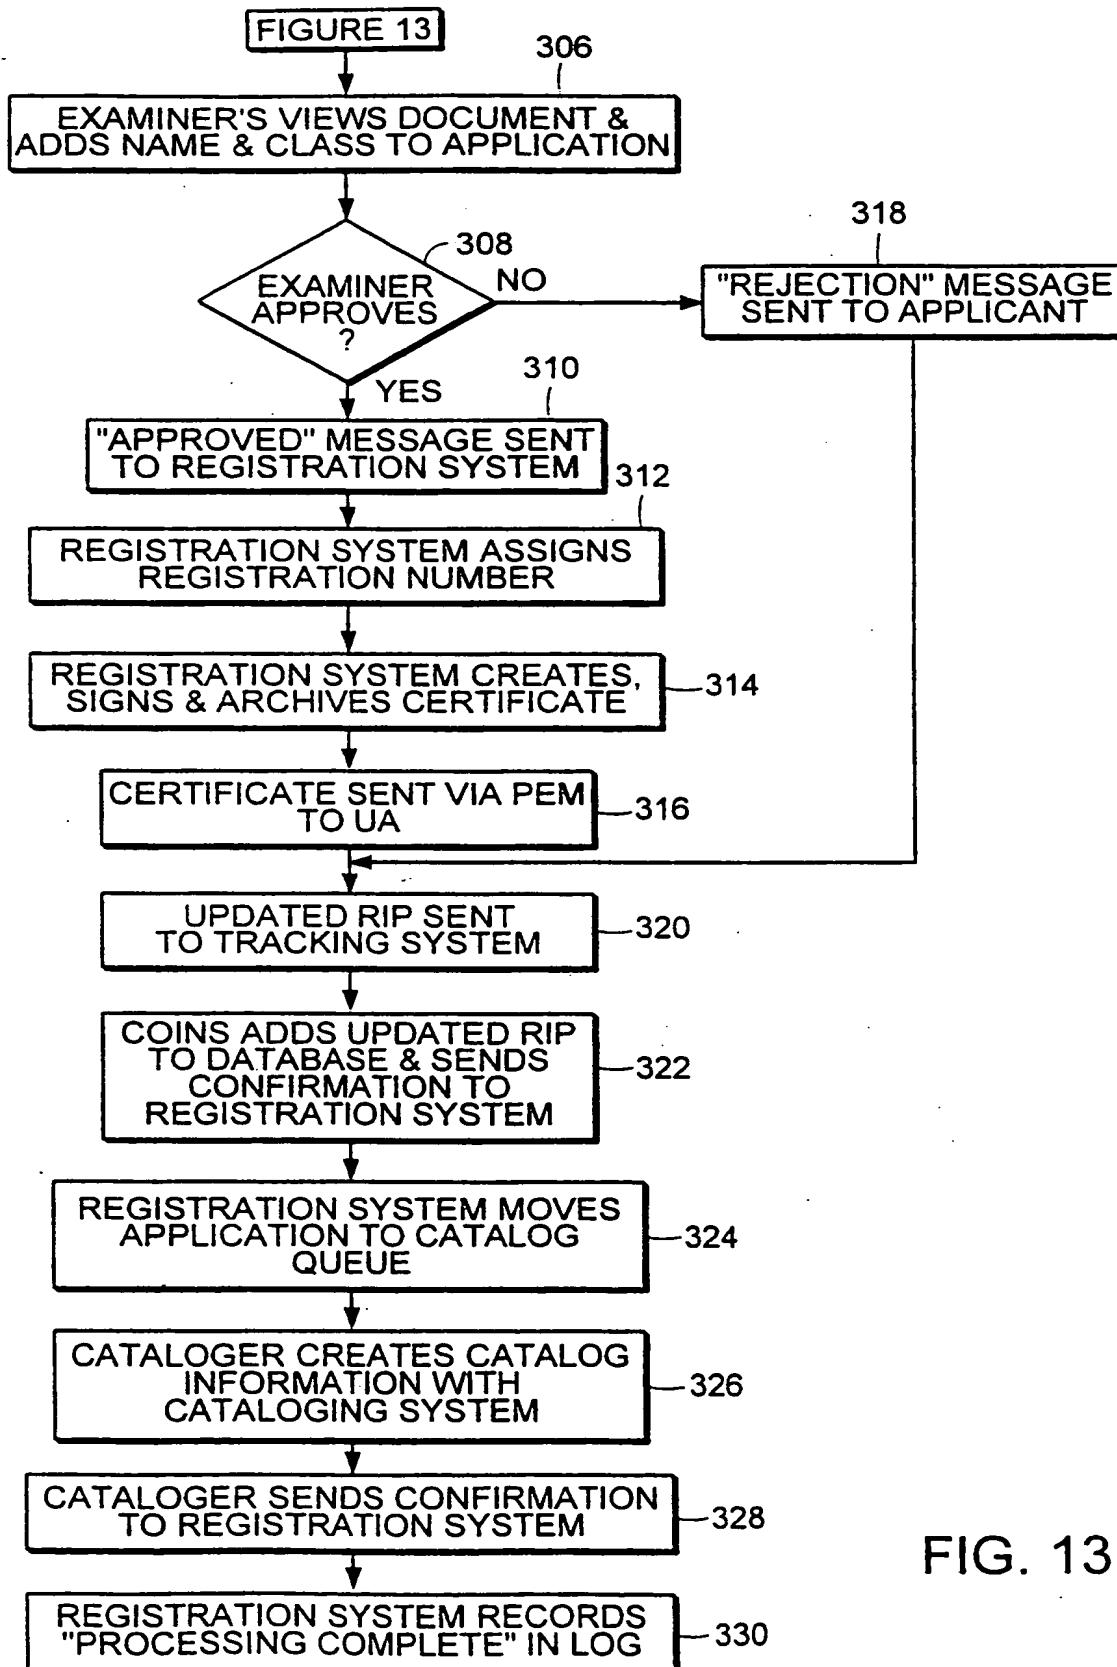 FIGURE 13
306
EXAMINER'S VIEWS DOCUMENT &
ADDS NAME & CLASS TO APPLICATION
308
EXAMINER
APPROVES
?
NO
318
"REJECTION" MESSAGE
SENT TO APPLICANT
YES
310
"APPROVED" MESSAGE SENT
TO REGISTRATION SYSTEM
312
REGISTRATION SYSTEM ASSIGNS
REGISTRATION NUMBER
REGISTRATION SYSTEM CREATES,
SIGNS & ARCHIVES CERTIFICATE
314
CERTIFICATE SENT VIA PEM
TO UA
316
UPDATED RIP SENT
TO TRACKING SYSTEM
320
COINS ADDS UPDATED RIP
TO DATABASE & SENDS
CONFIRMATION TO
REGISTRATION SYSTEM
322
REGISTRATION SYSTEM MOVES
APPLICATION TO CATALOG
QUEUE
324
CATALOGER CREATES CATALOG
INFORMATION WITH
CATALOGING SYSTEM
326
CATALOGER SENDS CONFIRMATION
TO REGISTRATION SYSTEM
328
REGISTRATION SYSTEM RECORDS
"PROCESSING COMPLETE" IN LOG
330
FIG. 13